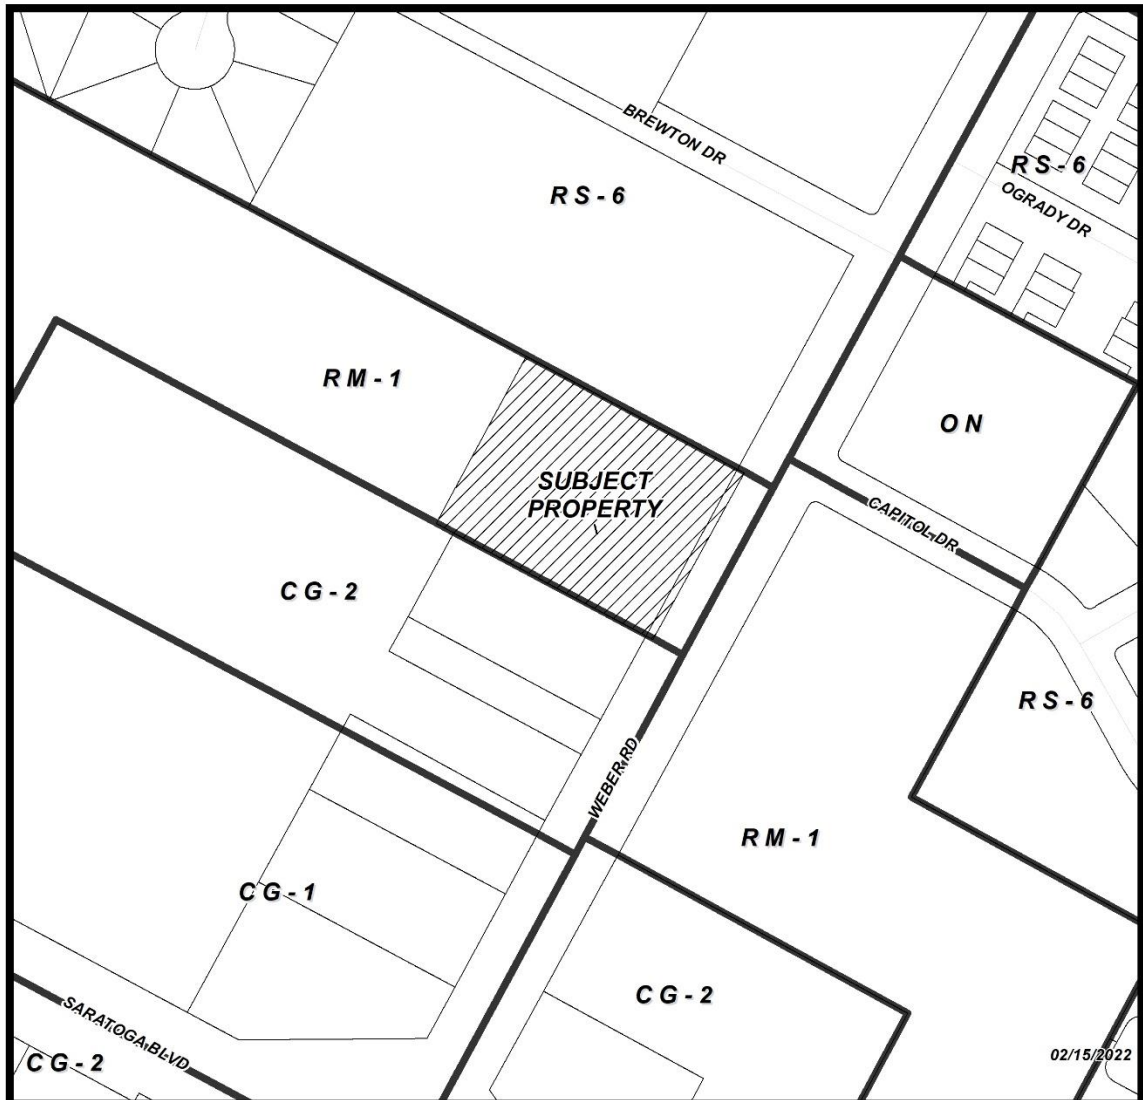 BREWTON DR
RS-6
RS-6
OGRADY DR
RM-1
ON
SUBJECT
PROPERTY
CAPITOL DR
CG-2
RS-6
WEBER RD
RM-1
CG-1
CG-2
SARATOGA BLVD
CG-2
02/15/2022